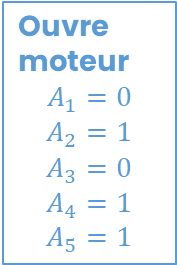 Ouvre
moteur
A₁ = 0
A₂ = 1
A₃ = 0
A₄ = 1
A₅ = 1